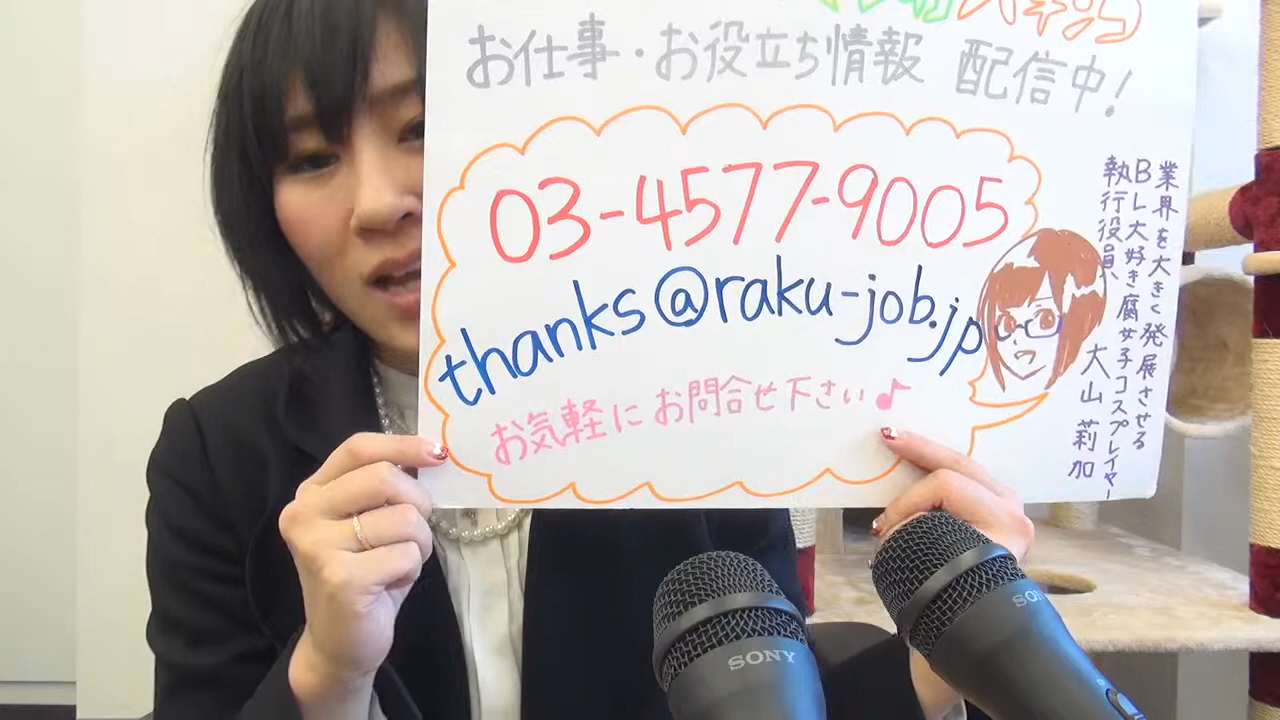 お仕事・お役立ち情報 配信中!
03-4577-9005
thanks@raku-job.jp
お気軽にお問合せ下さい♪
業界を大きく発展させる
BL大好き腐女子コスプレイヤー
執行役員、
大山 莉加
SONY
SONY